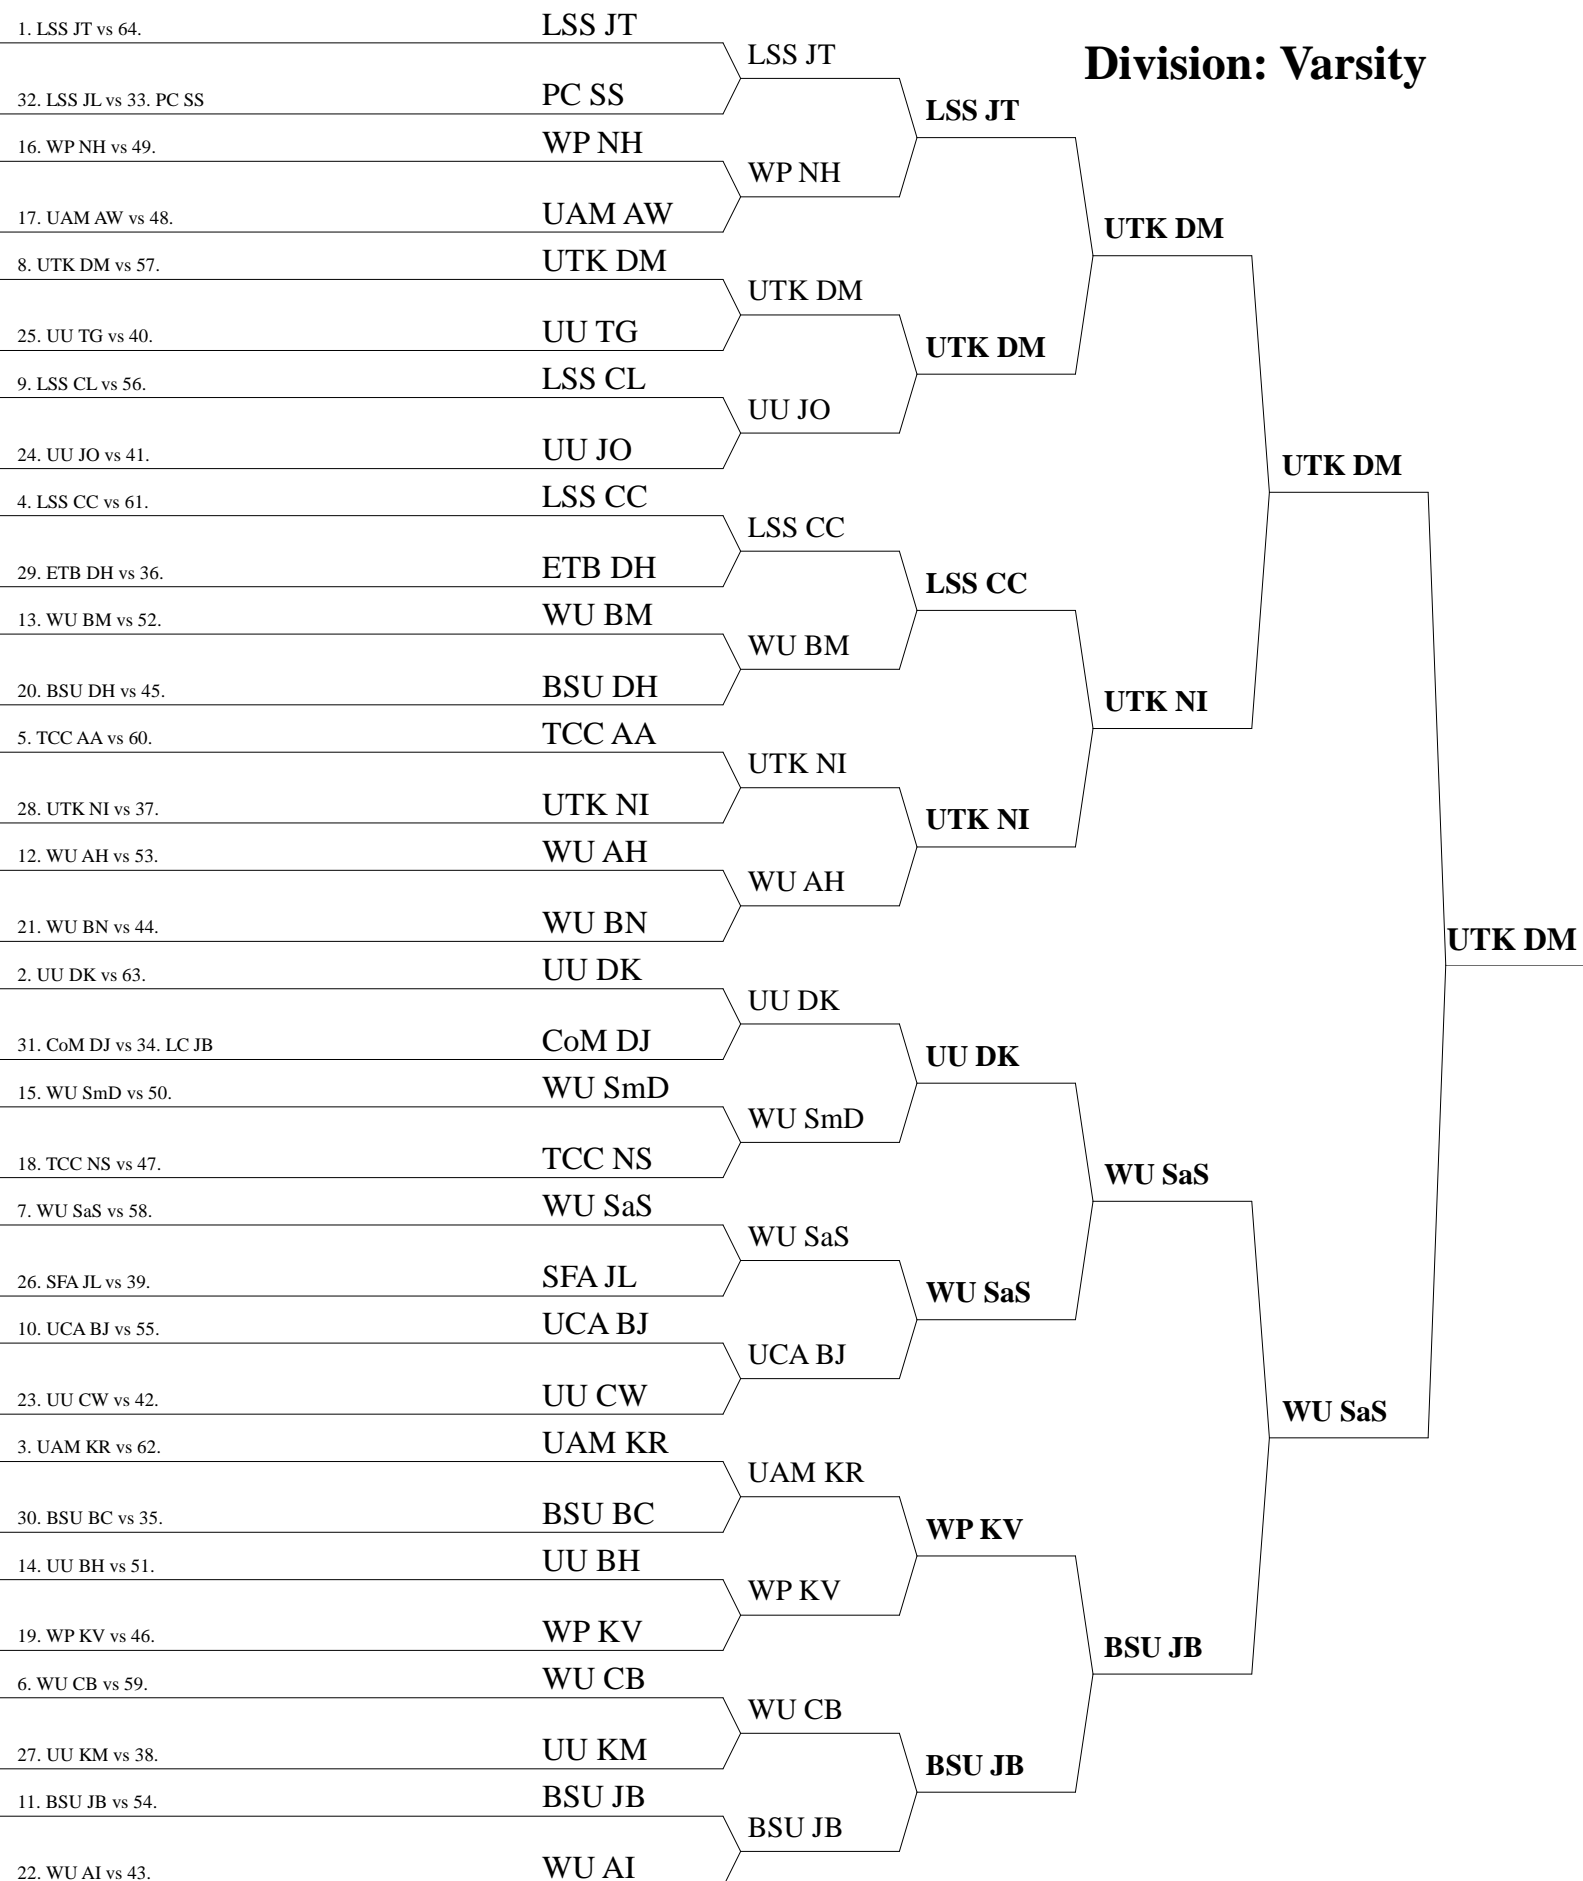 Division: Varsity
1. LSS JT vs 64.
32. LSS JL vs 33. PC SS
16. WP NH vs 49.
17. UAM AW vs 48.
8. UTK DM vs 57.
25. UU TG vs 40.
9. LSS CL vs 56.
24. UU JO vs 41.
4. LSS CC vs 61.
29. ETB DH vs 36.
13. WU BM vs 52.
20. BSU DH vs 45.
5. TCC AA vs 60.
28. UTK NI vs 37.
12. WU AH vs 53.
21. WU BN vs 44.
2. UU DK vs 63.
31. CoM DJ vs 34. LC JB
15. WU SmD vs 50.
18. TCC NS vs 47.
7. WU SaS vs 58.
26. SFA JL vs 39.
10. UCA BJ vs 55.
23. UU CW vs 42.
3. UAM KR vs 62.
30. BSU BC vs 35.
14. UU BH vs 51.
19. WP KV vs 46.
6. WU CB vs 59.
27. UU KM vs 38.
11. BSU JB vs 54.
22. WU AI vs 43.
LSS JT
PC SS
WP NH
UAM AW
UTK DM
UU TG
LSS CL
UU JO
LSS CC
ETB DH
WU BM
BSU DH
TCC AA
UTK NI
WU AH
WU BN
UU DK
CoM DJ
WU SmD
TCC NS
WU SaS
SFA JL
UCA BJ
UU CW
UAM KR
BSU BC
UU BH
WP KV
WU CB
UU KM
BSU JB
WU AI
LSS JT
WP NH
UTK DM
UU JO
LSS CC
WU BM
UTK NI
WU AH
UU DK
WU SmD
WU SaS
UCA BJ
UAM KR
WP KV
WU CB
BSU JB
LSS JT
UTK DM
LSS CC
UTK NI
UU DK
WU SaS
WP KV
BSU JB
UTK DM
UTK NI
WU SaS
BSU JB
UTK DM
WU SaS
UTK DM